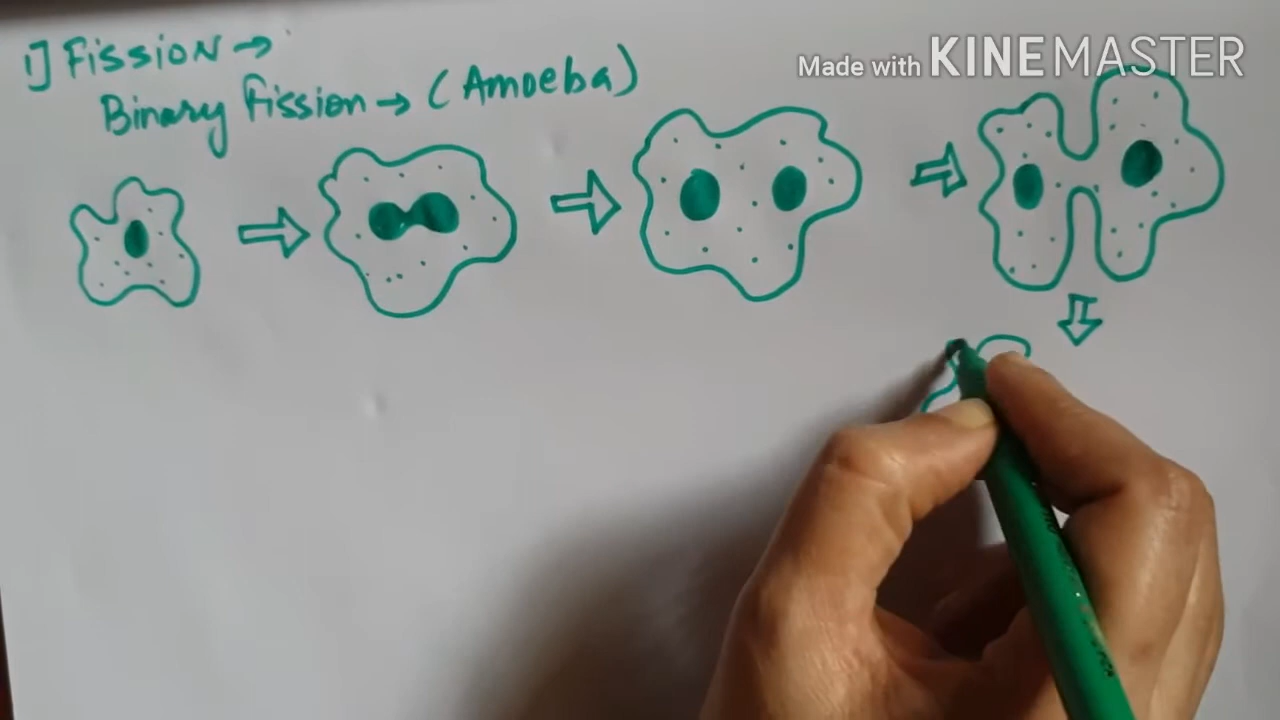 1] Fission →
Binary Fission → (Amoeba)
Made with KINEMASTER